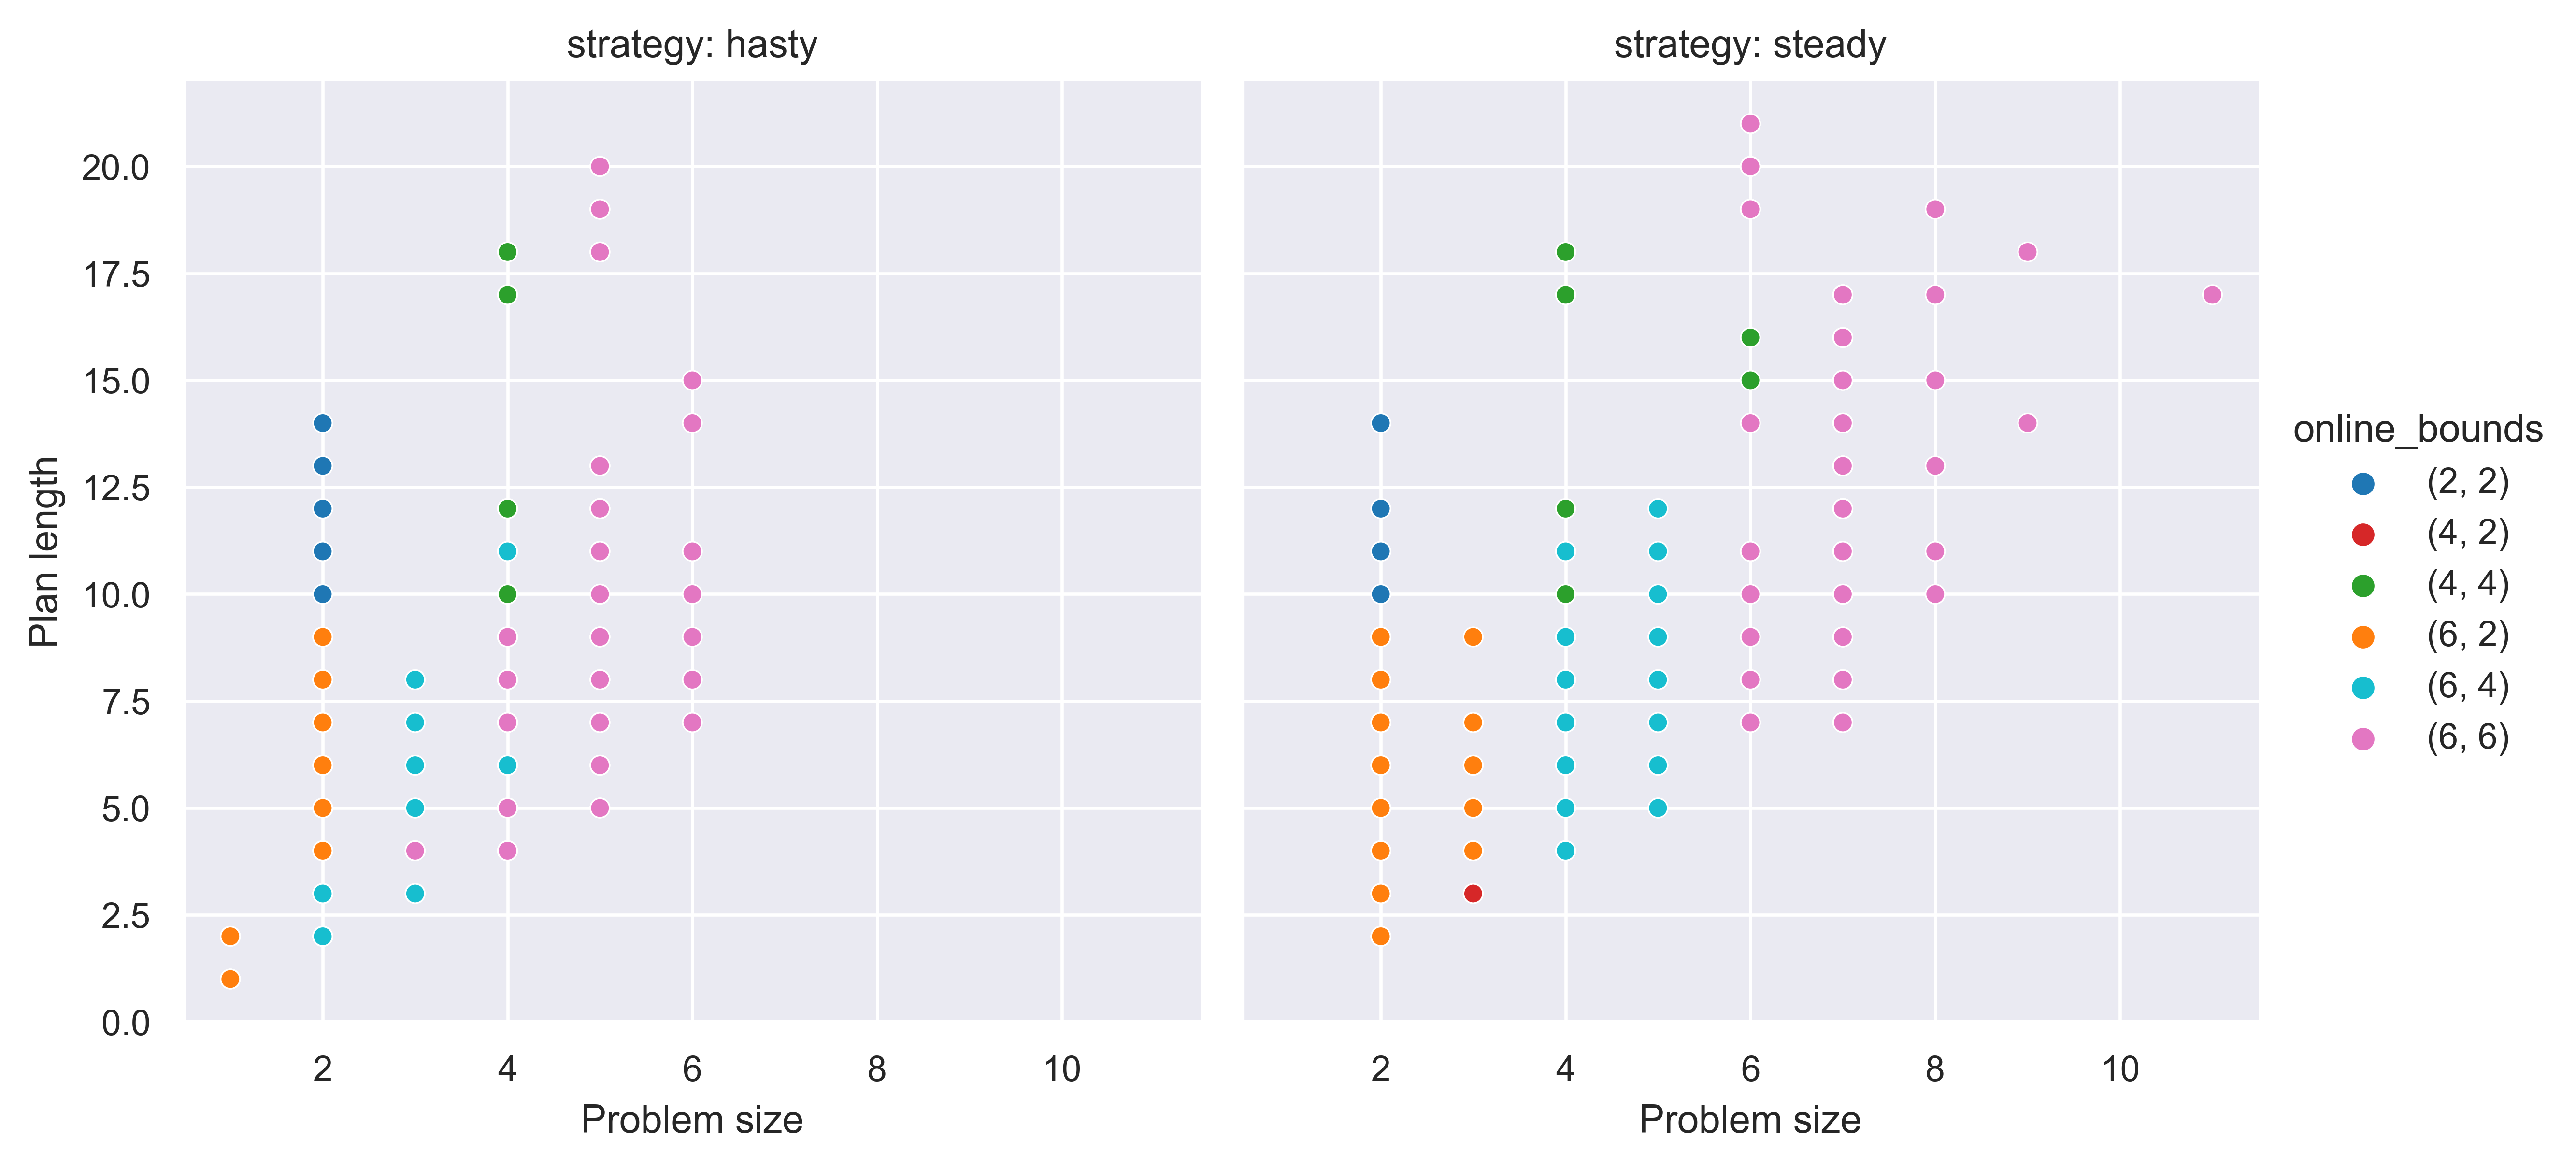 strategy: hasty
strategy: steady
Plan length
20.0
17.5
15.0
12.5
10.0
7.5
5.0
2.5
0.0
2 4 6 8 10
2 4 6 8 10
Problem size
Problem size
online_bounds
(2, 2)
(4, 2)
(4, 4)
(6, 2)
(6, 4)
(6, 6)